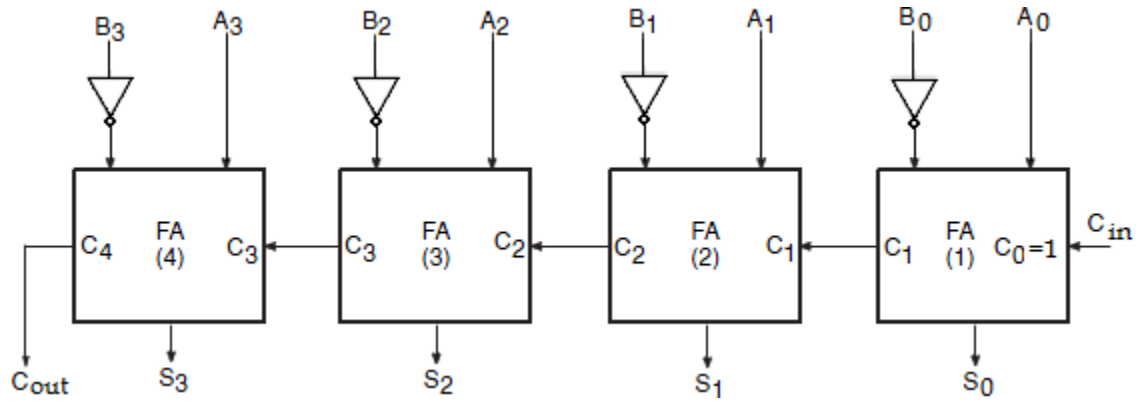 B3 A3 B2 A2 B1 A1 B0 A0
FA FA FA FA
C4 C3 C3 C2 C2 C1 C1 C0=1 Cin
(4) (3) (2) (1)
Cout S3 S2 S1 S0